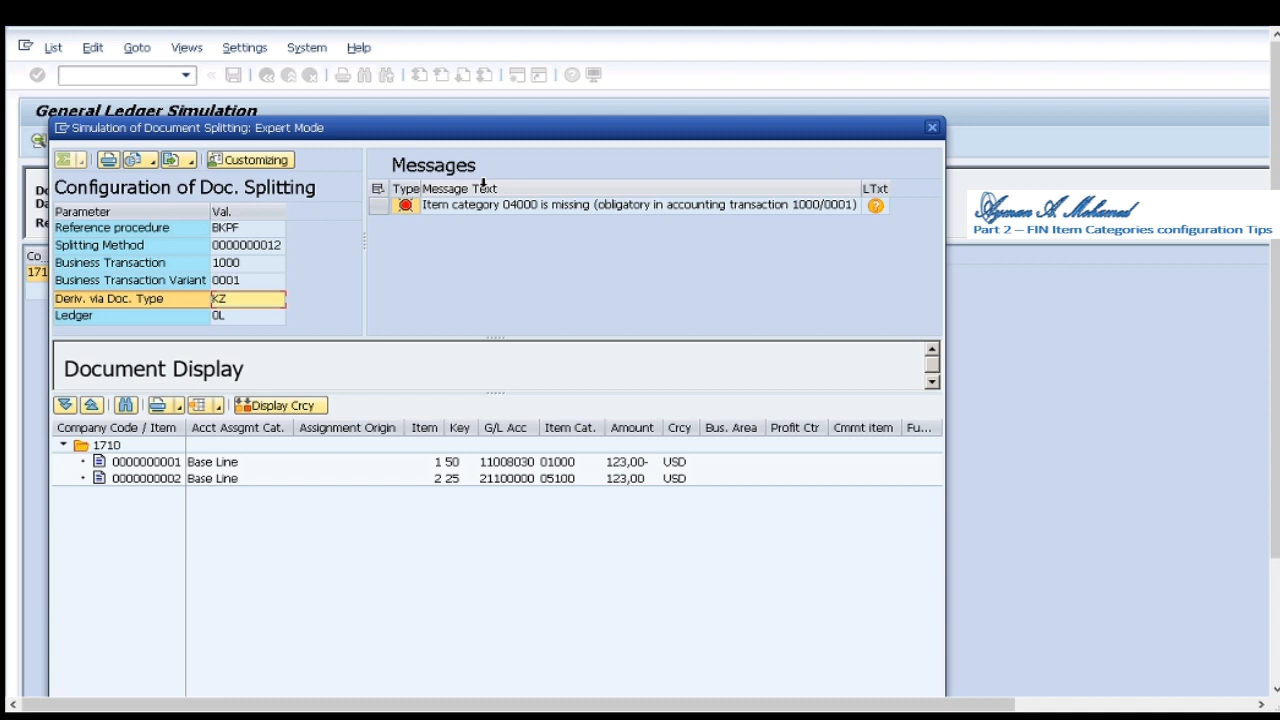 List Edit Goto Views Settings System Help
General Ledger Simulation
Simulation of Document Splitting: Expert Mode
Customizing
Configuration of Doc. Splitting
Parameter Val.
Reference procedure BKPF
Splitting Method 0000000012
Business Transaction 1000
Business Transaction Variant 0001
Deriv. via Doc. Type KZ
Ledger 0L
Messages
Type Message Text LTxt
Item category 04000 is missing (obligatory in accounting transaction 1000/0001)
Ayman A. Mohamed
Part 2 – FIN Item Categories configuration Tips
Do
Da
Re
Co...
171
Document Display
Display Crcy
Company Code / Item Acct Assgmt Cat. Assignment Origin Item Key G/L Acc Item Cat. Amount Crcy Bus. Area Profit Ctr Cmmt item Fu...
1710
0000000001 Base Line 1 50 11008030 01000 123,00- USD
0000000002 Base Line 2 25 21100000 05100 123,00 USD